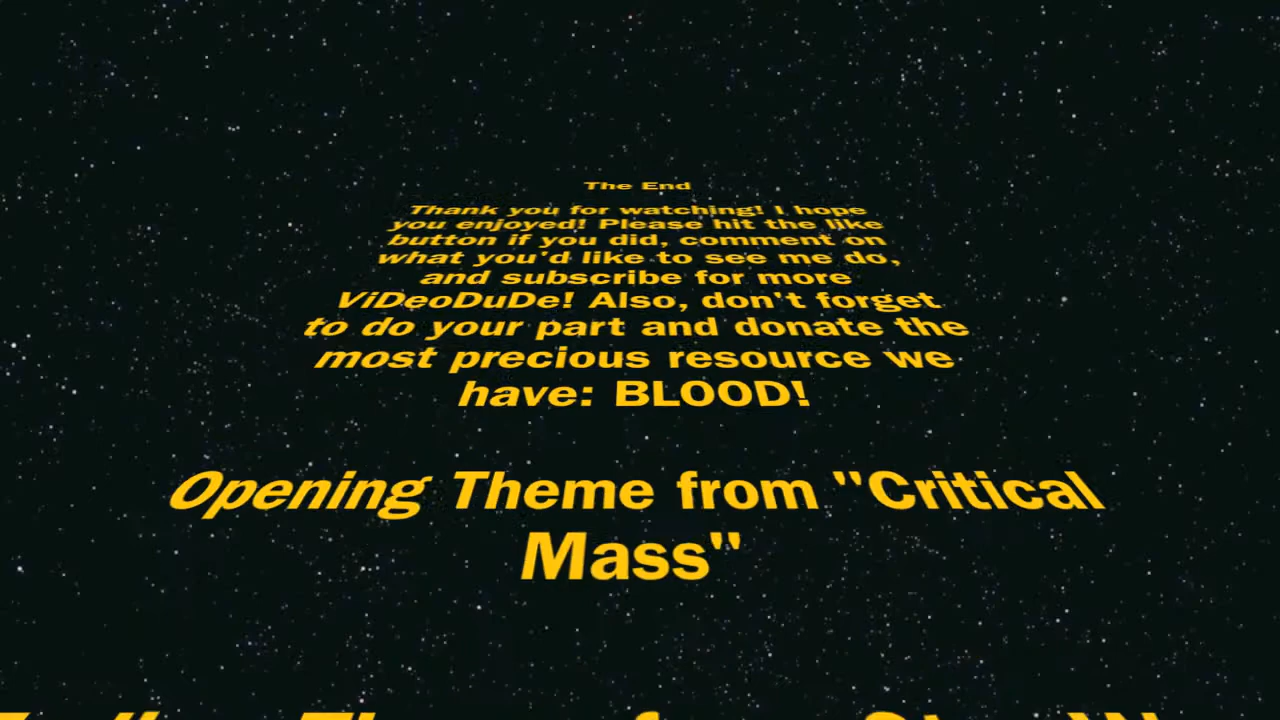 The End
Thank you for watching! I hope
you enjoyed! Please hit the like
button if you did, comment on
what you'd like to see me do,
and subscribe for more
ViDeoDuDe! Also, don't forget
to do your part and donate the
most precious resource we
have: BLOOD!
Opening Theme from "Critical
Mass"